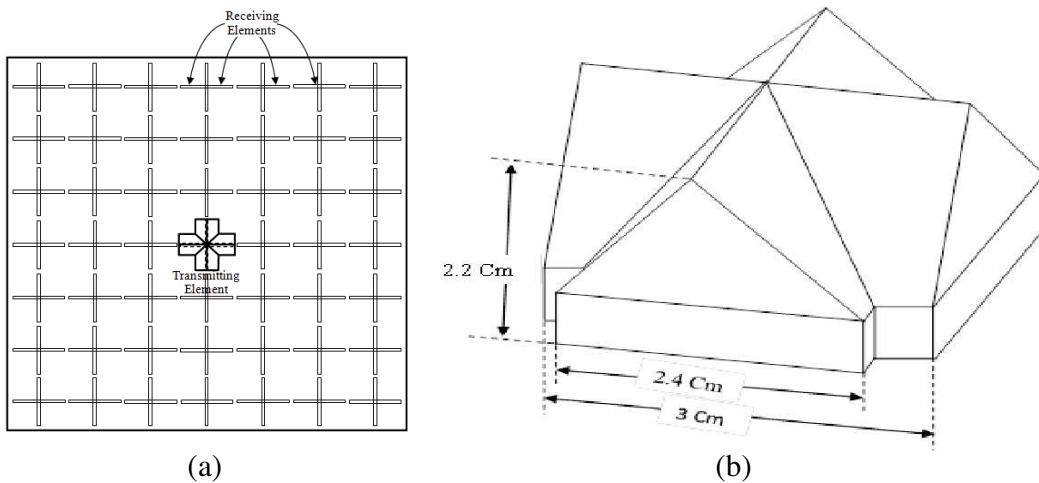 Receiving
Elements
Transmitting
Element
2.2 Cm
2.4 Cm
3 Cm
(a)
(b)